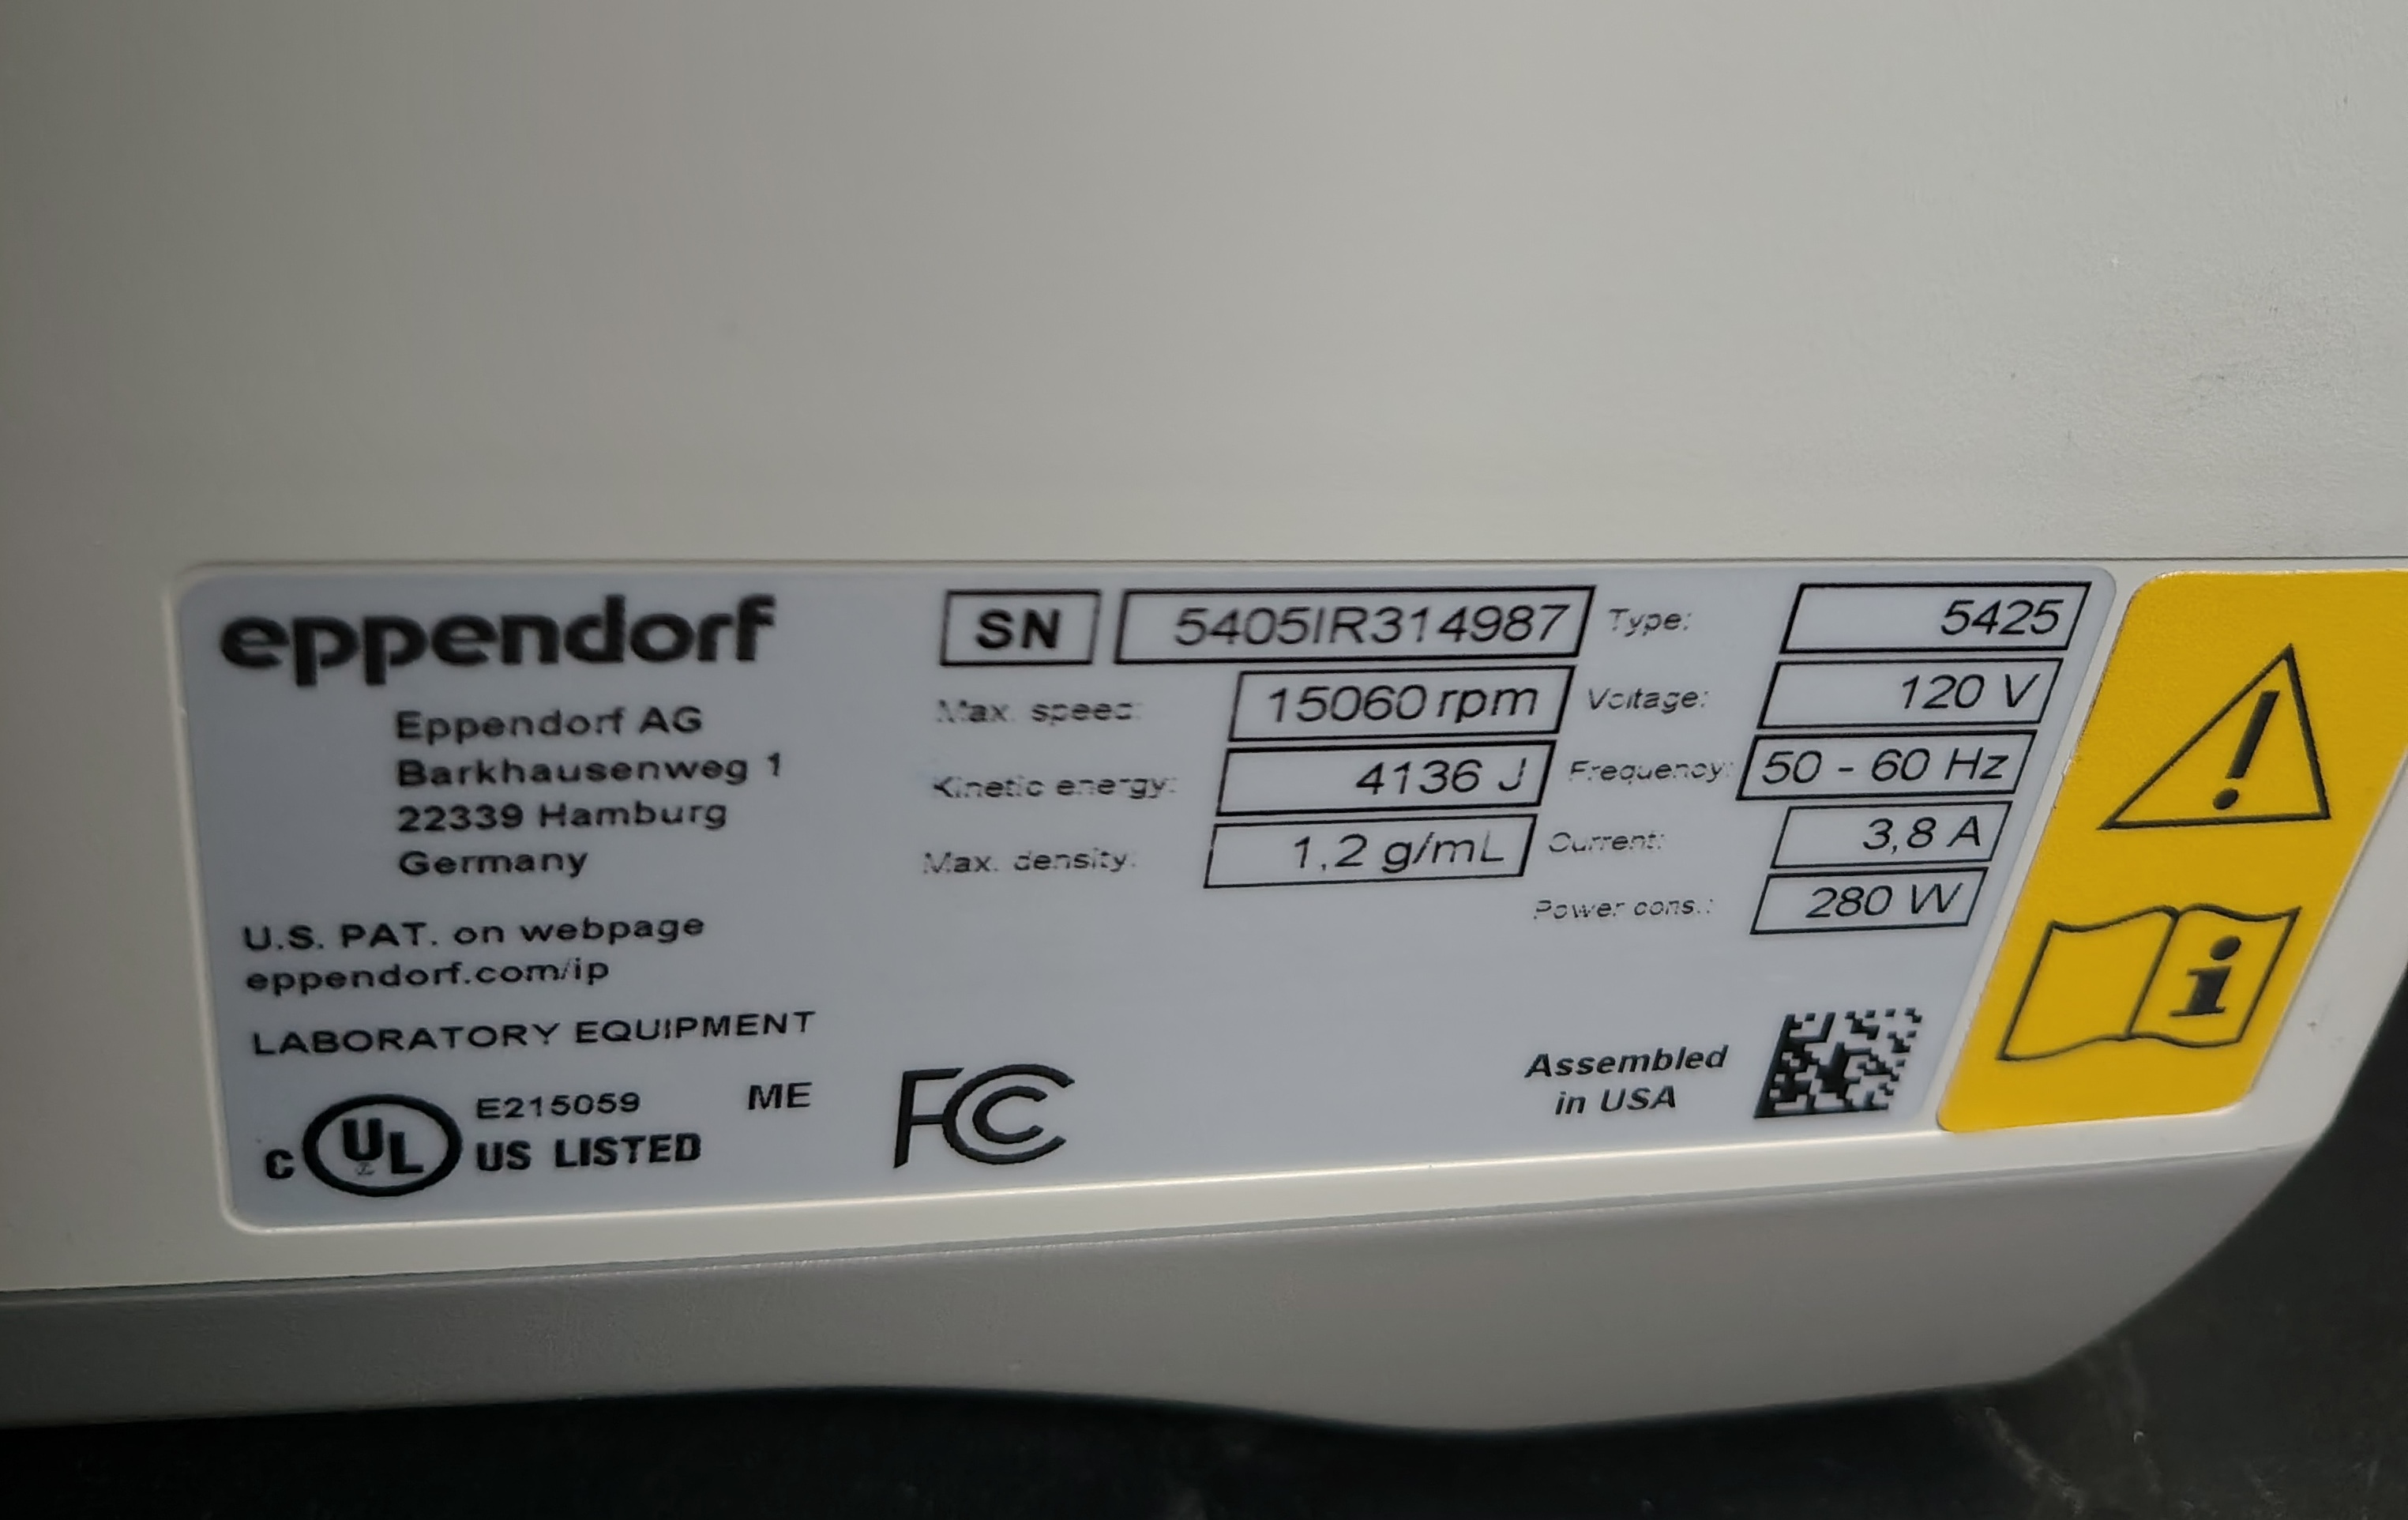 eppendorf
Eppendorf AG
Barkhausenweg 1
22339 Hamburg
Germany
U.S. PAT. on webpage
eppendorf.com/ip
LABORATORY EQUIPMENT
c UL US LISTED
E215059
ME
FC
SN 5405IR314987
Max. speed: 15060 rpm
Kinetic energy: 4136 J
Max. density: 1,2 g/mL
Type: 5425
Voltage: 120 V
Frequency: 50 - 60 Hz
Current: 3,8 A
Power cons.: 280 W
Assembled
in USA
!
i